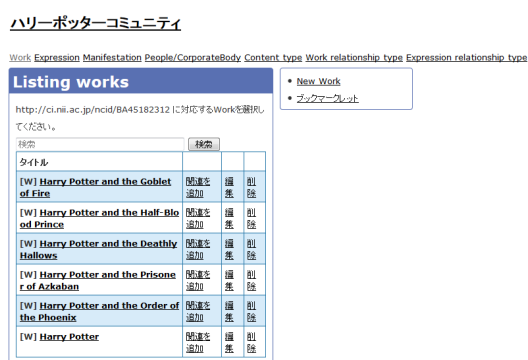 ハリーポッターコミュニティ
Work Expression Manifestation People/CorporateBody Content type Work relationship type Expression relationship type
Listing works
http://ci.nii.ac.jp/ncid/BA45182312 に対応するWorkを選択し
てください。
検索 検索
タイトル
[W] Harry Potter and the Goblet 関連を 編 削
of Fire 追加 集 除
[W] Harry Potter and the Half-Blo 関連を 編 削
od Prince 追加 集 除
[W] Harry Potter and the Deathly 関連を 編 削
Hallows 追加 集 除
[W] Harry Potter and the Prisone 関連を 編 削
r of Azkaban 追加 集 除
[W] Harry Potter and the Order of 関連を 編 削
the Phoenix 追加 集 除
[W] Harry Potter 関連を 編 削
追加 集 除
• New Work
• ブックマークレット